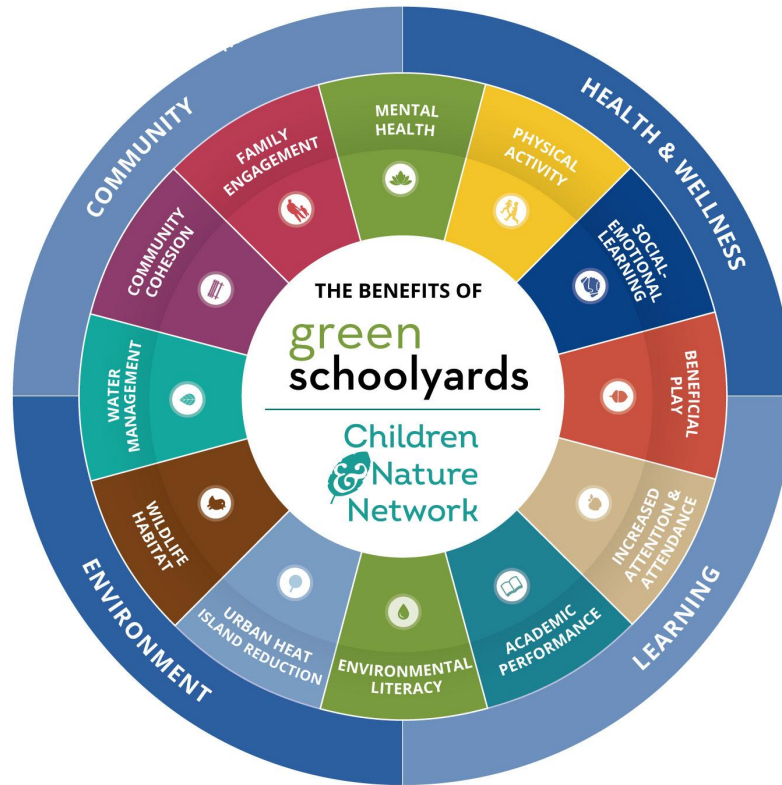 THE BENEFITS OF
green
schoolyards
Children
& Nature
Network
COMMUNITY
HEALTH & WELLNESS
LEARNING
ENVIRONMENT
MENTAL
HEALTH
PHYSICAL
ACTIVITY
SOCIAL-
EMOTIONAL
LEARNING
BENEFICIAL
PLAY
INCREASED
ATTENTION &
ATTENDANCE
ACADEMIC
PERFORMANCE
ENVIRONMENTAL
LITERACY
URBAN HEAT
ISLAND REDUCTION
WILDLIFE
HABITAT
WATER
MANAGEMENT
COMMUNITY
COHESION
FAMILY
ENGAGEMENT